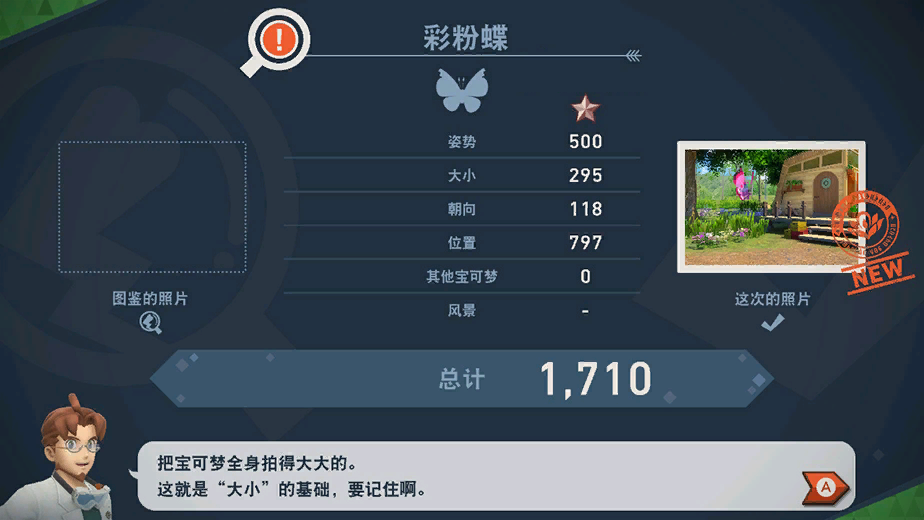 彩粉蝶
姿势 500
大小 295
朝向 118
位置 797
其他宝可梦 0
风景 -
图鉴的照片
这次的照片
NEW
总计 1,710
把宝可梦全身拍得大大的。
这就是“大小”的基础，要记住啊。
A